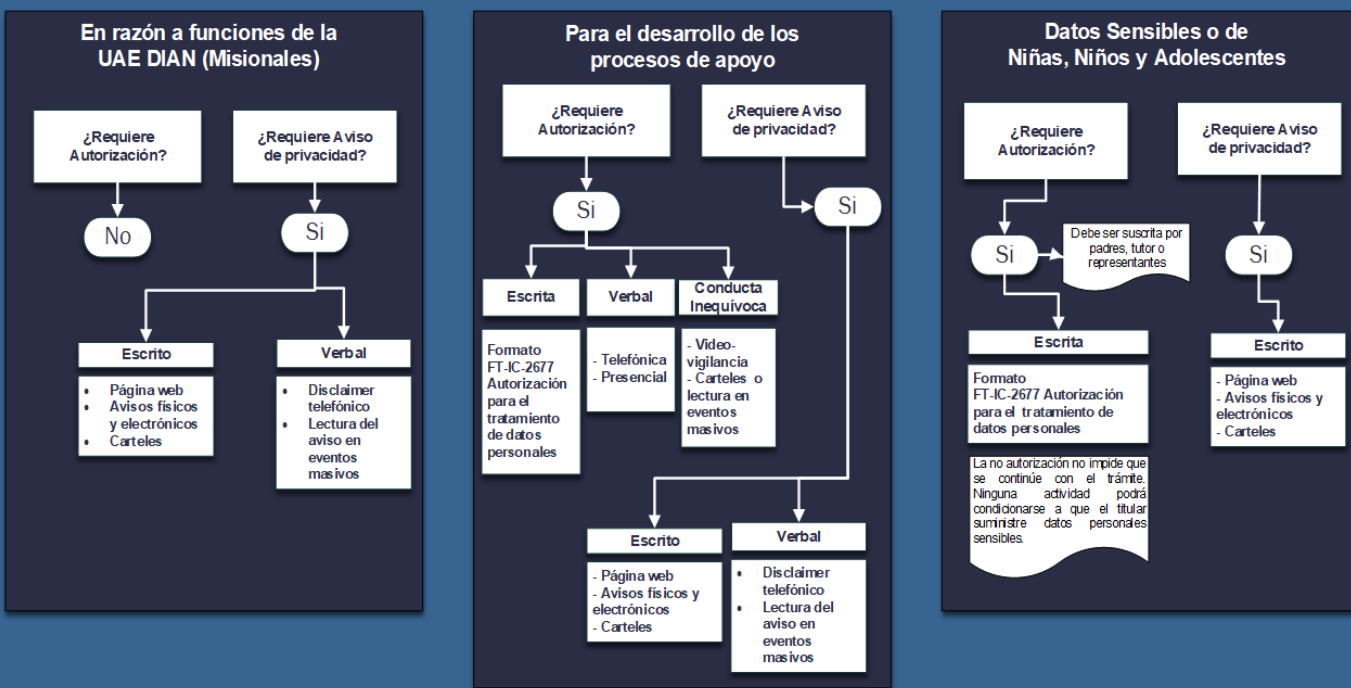 En razón a funciones de la
UAE DIAN (Misionales)
¿Requiere
Autorización?
¿Requiere Aviso
de privacidad?
No
Si
Escrito
• Página web
• Avisos físicos
y electrónicos
• Carteles
Verbal
• Disclaimer
telefónico
• Lectura del
aviso en
eventos
masivos
Para el desarrollo de los
procesos de apoyo
¿Requiere
Autorización?
¿Requiere Aviso
de privacidad?
Si
Si
Escrita
Formato
FT-IC-2677
Autorización
para el
tratamiento
de datos
personales
Verbal
- Telefónica
- Presencial
Conducta
Inequívoca
- Video-
vigilancia
- Carteles o
lectura en
eventos
masivos
Escrito
- Página web
- Avisos físicos y
electrónicos
- Carteles
Verbal
• Disclaimer
telefónico
• Lectura del
aviso en
eventos
masivos
Datos Sensibles o de
Niñas, Niños y Adolescentes
¿Requiere
Autorización?
¿Requiere Aviso
de privacidad?
Si
Debe ser suscrita por
padres, tutor o
representantes
Si
Escrita
Formato
FT-IC-2677 Autorización
para el tratamiento de
datos personales
La no autorización no impide que
se continúe con el trámite.
Ninguna actividad podrá
condicionarse a que el titular
suministre datos personales
sensibles.
Escrito
- Página web
- Avisos físicos y
electrónicos
- Carteles